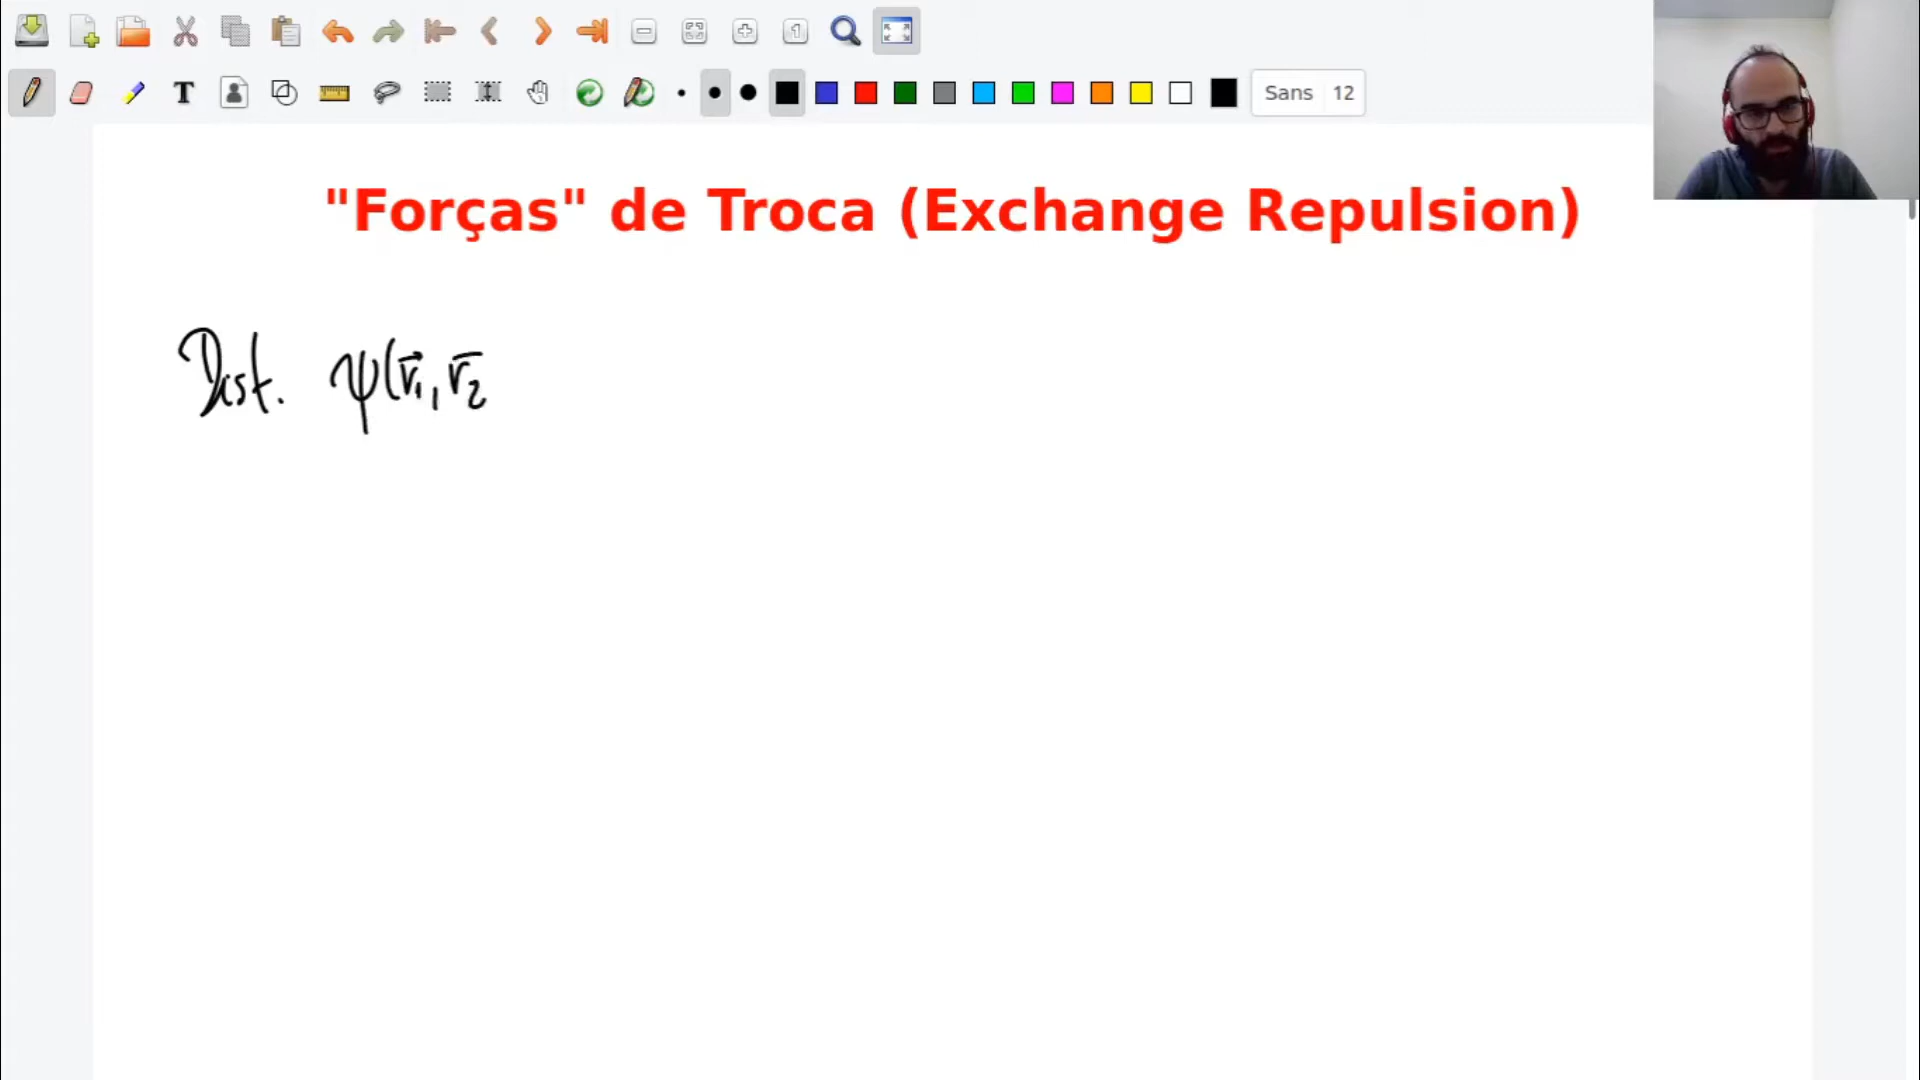 Sans 12
"Forças" de Troca (Exchange Repulsion)
Dist. ψ(r⃗₁, r⃗₂